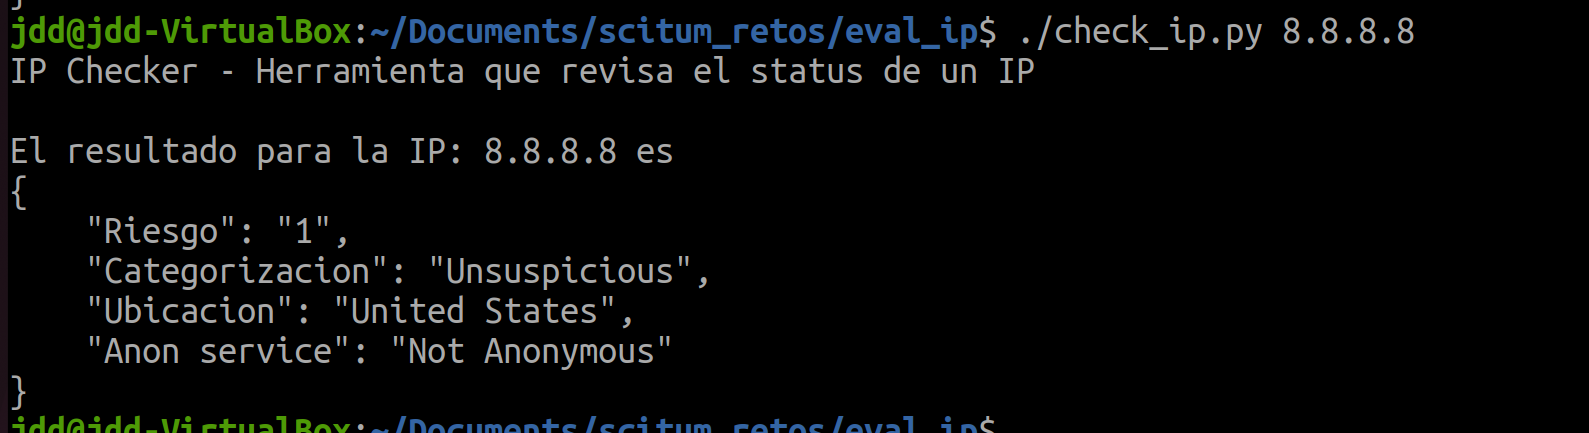 }
jdd@jdd-VirtualBox:~/Documents/scitum_retos/eval_ip$ ./check_ip.py 8.8.8.8
IP Checker - Herramienta que revisa el status de un IP
El resultado para la IP: 8.8.8.8 es
{
    "Riesgo": "1",
    "Categorizacion": "Unsuspicious",
    "Ubicacion": "United States",
    "Anon service": "Not Anonymous"
}
jdd@jdd-VirtualBox:~/Documents/scitum_retos/eval_ip$